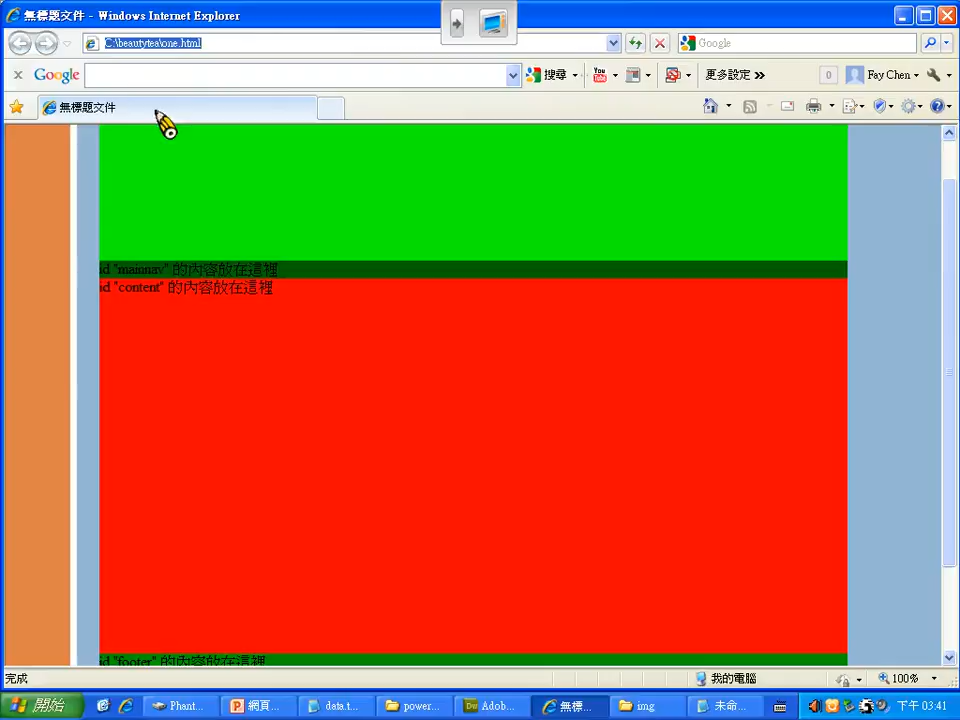 無標題文件 - Windows Internet Explorer
C:\beautytea\one.html
Google
Google
搜尋
You
更多設定 »
0
Fay Chen
無標題文件
id "mainnav" 的內容放在這裡
id "content" 的內容放在這裡
id "footer" 的內容放在這裡
完成
我的電腦
100%
開始
Phant...
網頁...
data.t...
power...
Adob...
無標...
img
未命...
下午 03:41